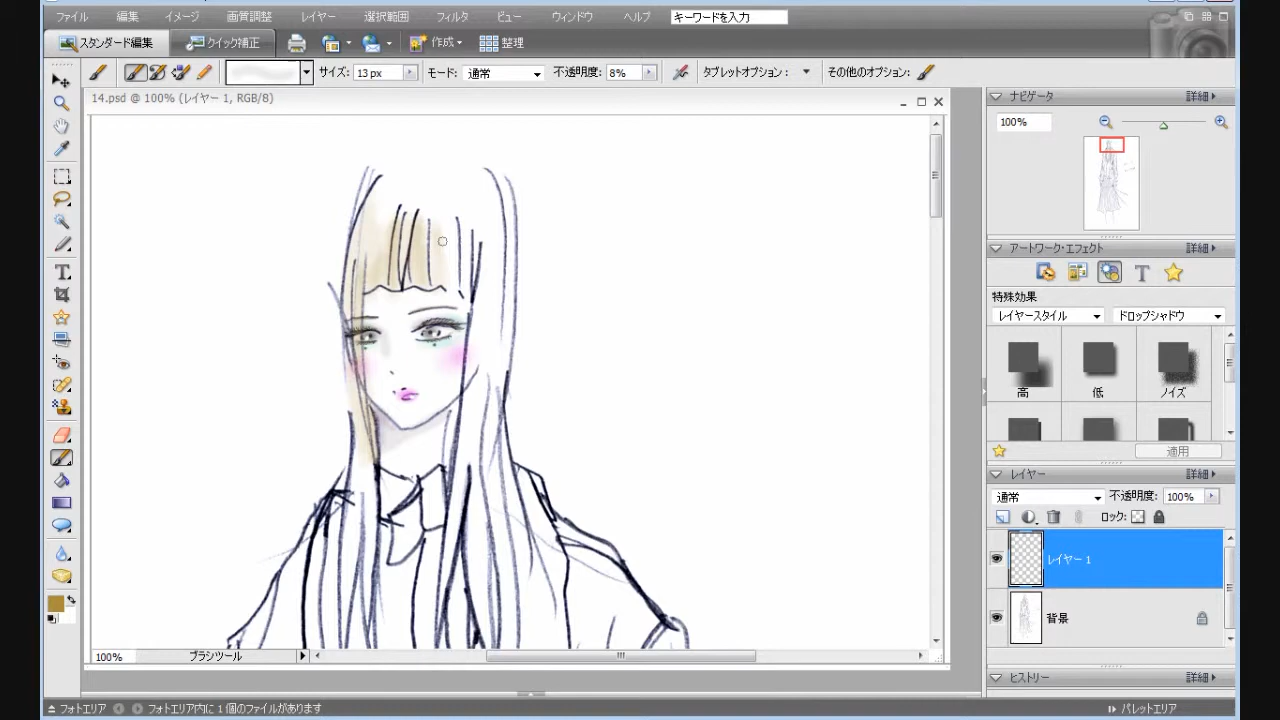 ファイル 編集 イメージ 画質調整 レイヤー 選択範囲 フィルタ ビュー ウィンドウ ヘルプ キーワードを入力
スタンダード編集 クイック補正 作成 整理
サイズ: 13 px モード: 通常 不透明度: 8% タブレットオプション: その他のオプション:
14.psd @ 100% (レイヤー 1, RGB/8)
ナビゲータ 詳細
100%
アートワーク・エフェクト 詳細
特殊効果
レイヤースタイル ドロップシャドウ
高 低 ノイズ
適用
レイヤー 詳細
通常 不透明度: 100%
ロック:
レイヤー 1
背景
100% ブラシツール
ヒストリー 詳細
フォトエリア フォトエリア内に 1 個のファイルがあります パレットエリア